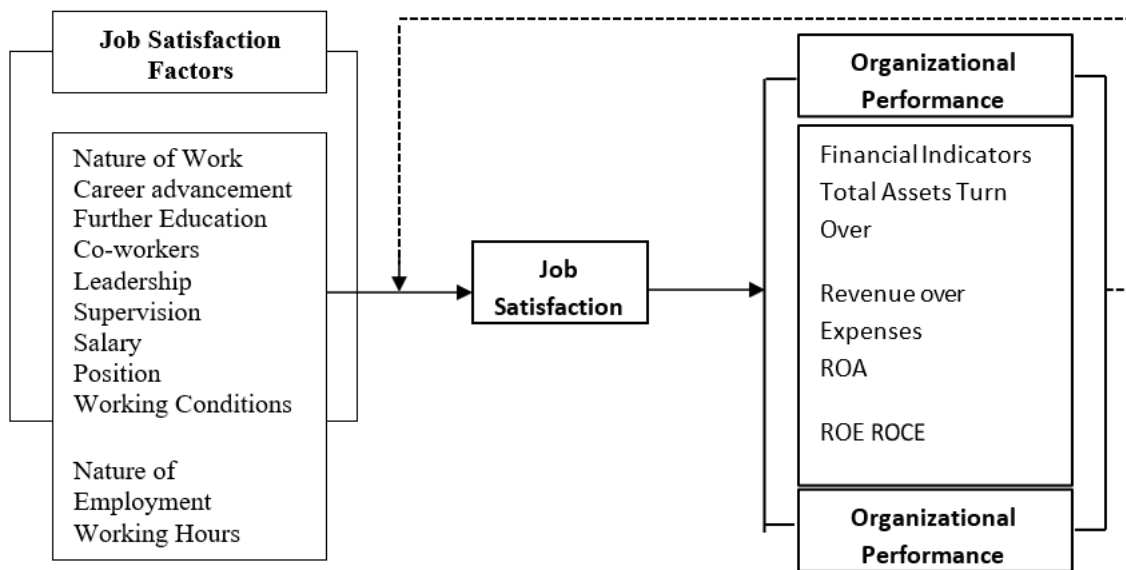 Job Satisfaction
Factors
Nature of Work
Career advancement
Further Education
Co-workers
Leadership
Supervision
Salary
Position
Working Conditions
Nature of
Employment
Working Hours
Job
Satisfaction
Organizational
Performance
Financial Indicators
Total Assets Turn
Over
Revenue over
Expenses
ROA
ROE ROCE
Organizational
Performance